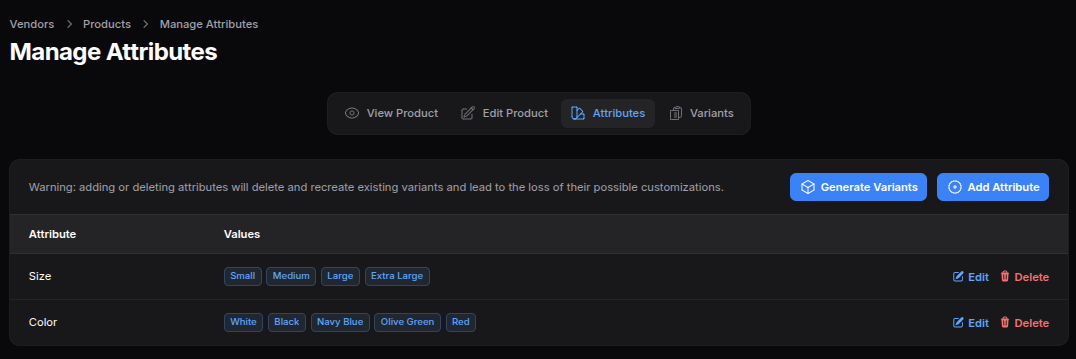 Vendors > Products > Manage Attributes
Manage Attributes
View Product Edit Product Attributes Variants
Warning: adding or deleting attributes will delete and recreate existing variants and lead to the loss of their possible customizations. Generate Variants Add Attribute
Attribute Values
Size Small Medium Large Extra Large Edit Delete
Color White Black Navy Blue Olive Green Red Edit Delete